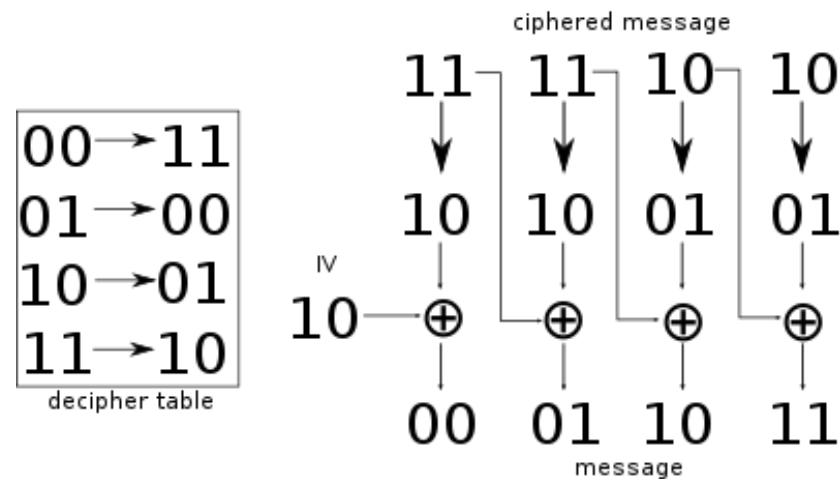 ciphered message
11 11 10 10
00 → 11
01 → 00
10 → 01
11 → 10
decipher table
10 10 01 01
IV
10
00 01 10 11
message